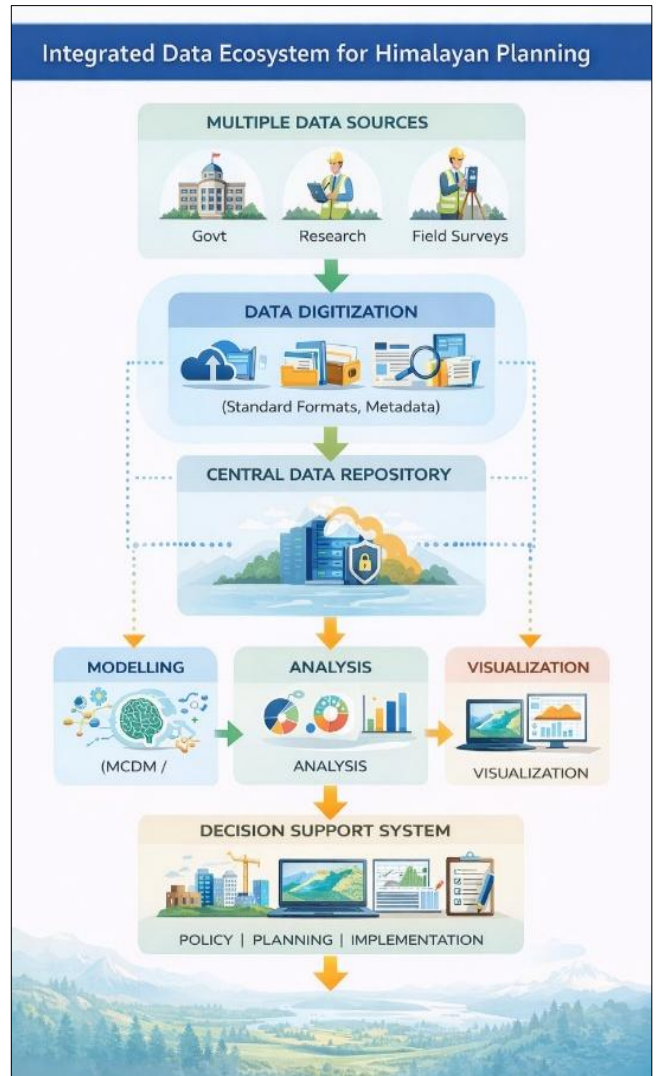 Integrated Data Ecosystem for Himalayan Planning
MULTIPLE DATA SOURCES
Govt
Research
Field Surveys
DATA DIGITIZATION
(Standard Formats, Metadata)
CENTRAL DATA REPOSITORY
MODELLING
(MCDM /
ANALYSIS
ANALYSIS
VISUALIZATION
VISUALIZATION
DECISION SUPPORT SYSTEM
POLICY | PLANNING | IMPLEMENTATION